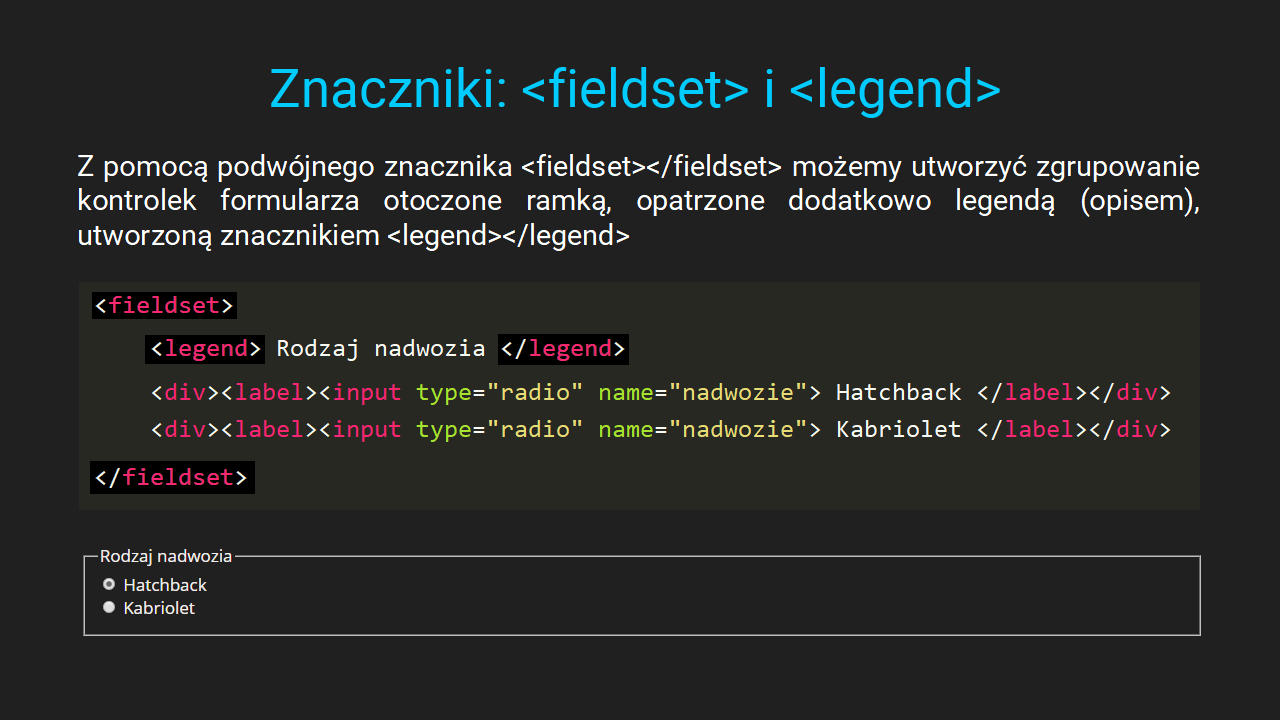 Znaczniki: <fieldset> i <legend>
Z pomocą podwójnego znacznika <fieldset></fieldset> możemy utworzyć zgrupowanie
kontrolek formularza otoczone ramką, opatrzone dodatkowo legendą (opisem),
utworzoną znacznikiem <legend></legend>
<fieldset>
<legend> Rodzaj nadwozia </legend>
<div><label><input type="radio" name="nadwozie"> Hatchback </label></div>
<div><label><input type="radio" name="nadwozie"> Kabriolet </label></div>
</fieldset>
Rodzaj nadwozia
Hatchback
Kabriolet